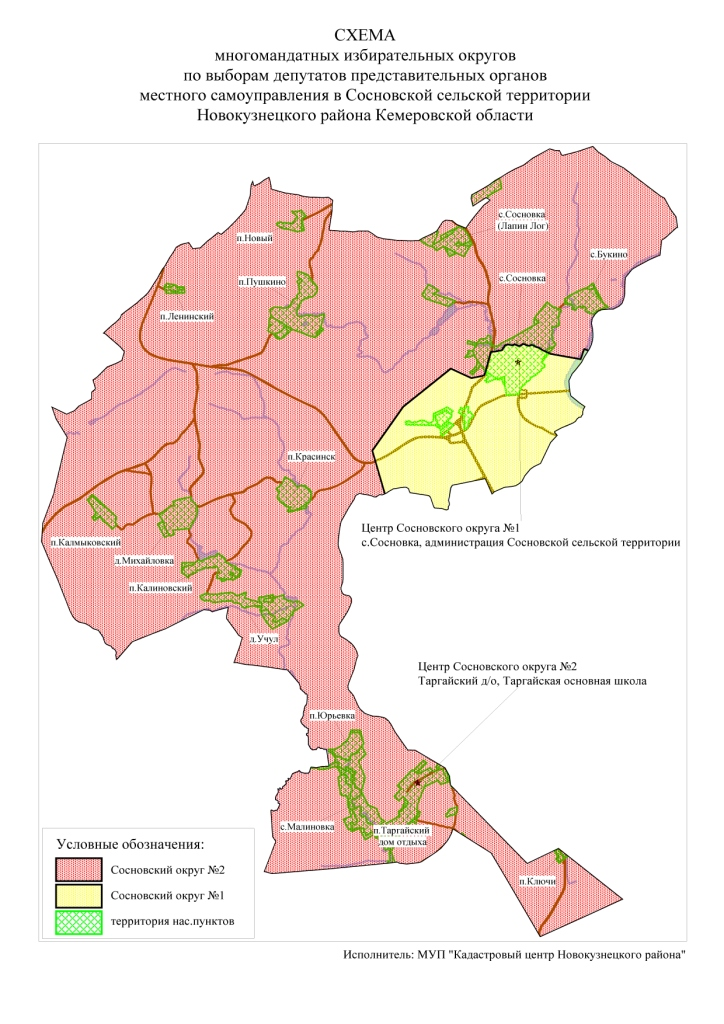 СХЕМА
многомандатных избирательных округов
по выборам депутатов представительных органов
местного самоуправления в Сосновской сельской территории
Новокузнецкого района Кемеровской области
с.Сосновка
(Лапин Лог)
п.Новый
с.Букино
п.Пушкино
с.Сосновка
п.Ленинский
*
п.Красинск
Центр Сосновского округа №1
с.Сосновка, администрация Сосновской сельской территории
п.Калмыковский
д.Михайловка
п.Калиновский
д.Учул
Центр Сосновского округа №2
Таргайский д/о, Таргайская основная школа
п.Юрьевка
*
с.Малиновка
п.Таргайский
дом отдыха
п.Ключи
Условные обозначения:
Сосновский округ №2
Сосновский округ №1
территория нас.пунктов
Исполнитель: МУП "Кадастровый центр Новокузнецкого района"